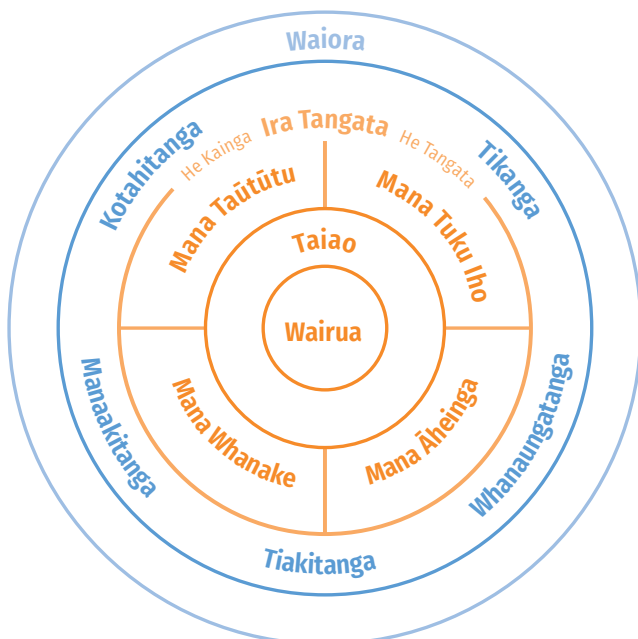 Waiora
Kotahitanga
He Kainga
Ira Tangata
He Tangata
Tikanga
Mana Taūtūtu
Mana Tuku Iho
Taiao
Wairua
Manaakitanga
Mana Whanake
Mana Āheinga
Whanaungatanga
Tiakitanga